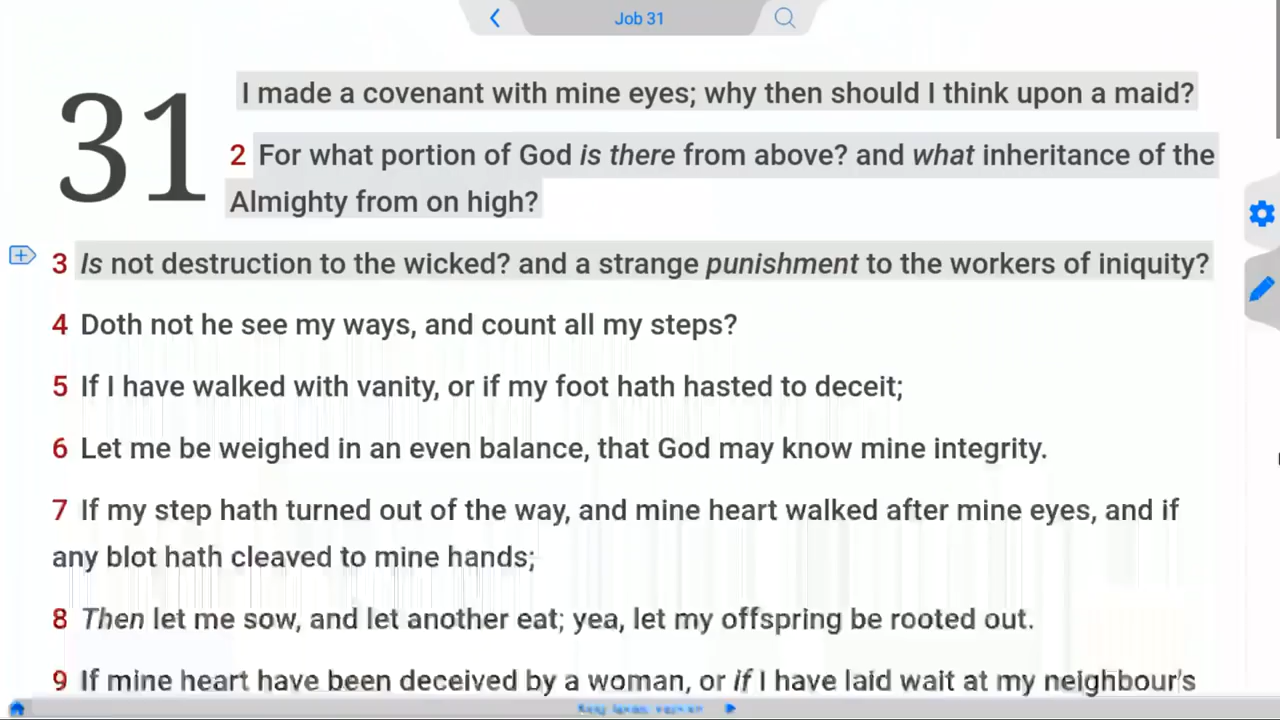 Job 31
31 I made a covenant with mine eyes; why then should I think upon a maid?
2 For what portion of God is there from above? and what inheritance of the
Almighty from on high?
3 Is not destruction to the wicked? and a strange punishment to the workers of iniquity?
4 Doth not he see my ways, and count all my steps?
5 If I have walked with vanity, or if my foot hath hasted to deceit;
6 Let me be weighed in an even balance, that God may know mine integrity.
7 If my step hath turned out of the way, and mine heart walked after mine eyes, and if
any blot hath cleaved to mine hands;
8 Then let me sow, and let another eat; yea, let my offspring be rooted out.
9 If mine heart have been deceived by a woman, or if I have laid wait at my neighbour's